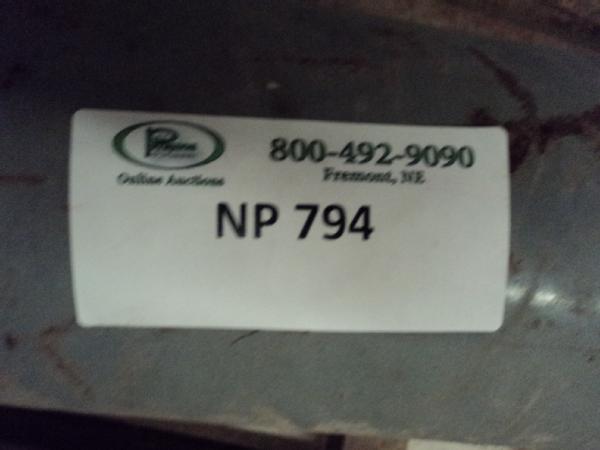 800-492-9090
Fremont, NE
Online Auctions
NP 794